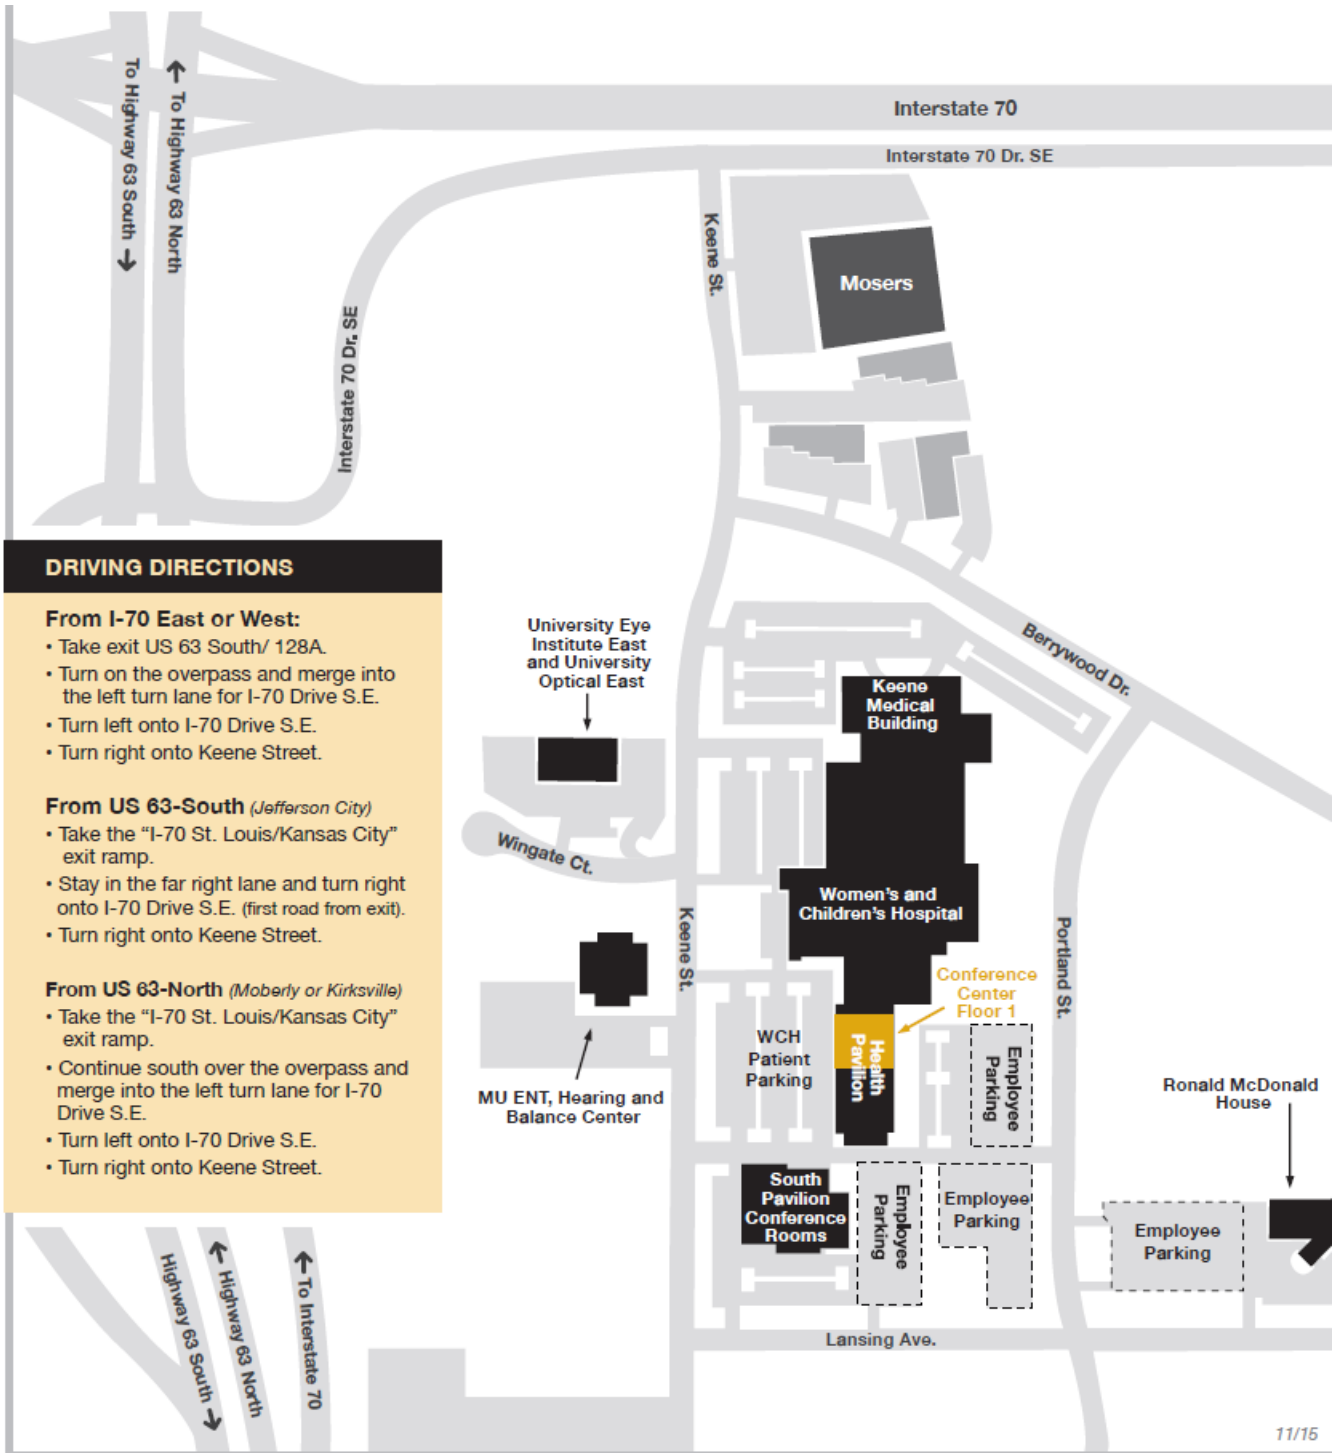 To Highway 63 South
To Highway 63 North
Interstate 70
Interstate 70 Dr. SE
Keene St.
Mosers
Interstate 70 Dr. SE
DRIVING DIRECTIONS
From I-70 East or West:
• Take exit US 63 South/ 128A.
• Turn on the overpass and merge into
the left turn lane for I-70 Drive S.E.
• Turn left onto I-70 Drive S.E.
• Turn right onto Keene Street.
From US 63-South (Jefferson City)
• Take the “I-70 St. Louis/Kansas City”
exit ramp.
• Stay in the far right lane and turn right
onto I-70 Drive S.E. (first road from exit).
• Turn right onto Keene Street.
From US 63-North (Moberly or Kirksville)
• Take the “I-70 St. Louis/Kansas City”
exit ramp.
• Continue south over the overpass and
merge into the left turn lane for I-70
Drive S.E.
• Turn left onto I-70 Drive S.E.
• Turn right onto Keene Street.
University Eye
Institute East
and University
Optical East
Berrywood Dr.
Keene
Medical
Building
Wingate Ct.
Women’s and
Children’s Hospital
Keene St.
Portland St.
Conference
Center
Floor 1
WCH
Patient
Parking
Health
Pavilion
Employee
Parking
MU ENT, Hearing and
Balance Center
Ronald McDonald
House
South
Pavilion
Conference
Rooms
Employee
Parking
Employee
Parking
Employee
Parking
Lansing Ave.
Highway 63 South
Highway 63 North
To Interstate 70
11/15